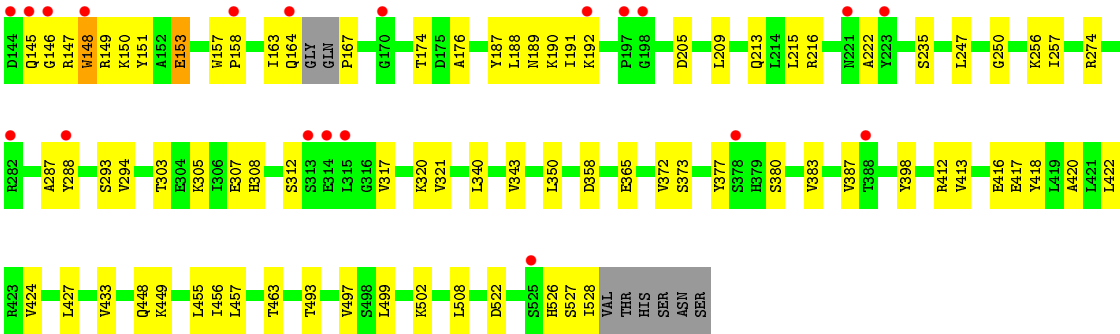 D144 Q145 G146 R147 W148 R149 K150 Y151 A152 E153 W157 P158 I163 Q164 GLY GLN P167 G170 T174 D175 A176 Y187 L188 N189 K190 I191 K192 P197 G198 D205 L209 Q213 L214 L215 R216 N221 A222 Y223 S235 L247 G250 K256 I257 R274
R282 A287 Y288 S293 V294 T303 E304 K305 I306 E307 H308 S312 S313 E314 L315 G316 V317 K320 V321 L340 V343 L350 D358 E365 V372 S373 Y377 S378 H379 S380 V383 V387 T388 Y398 R412 V413 E416 E417 Y418 L419 A420 L421 L422
R423 V424 L427 V433 Q448 K449 L455 I456 L457 T463 T493 V497 S498 L499 K502 L508 D522 S525 H526 S527 I528 VAL THR HIS SER ASN SER